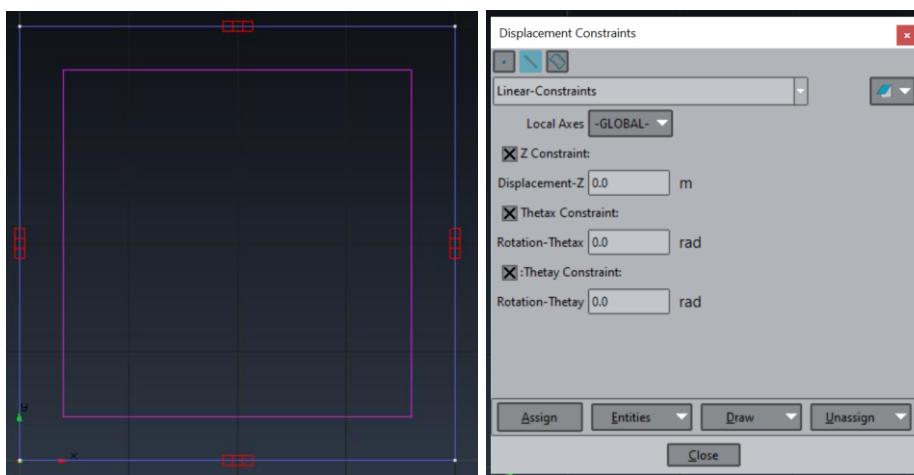 y
x
Displacement Constraints
Linear-Constraints
Local Axes -GLOBAL-
Z Constraint:
Displacement-Z 0.0 m
Thetax Constraint:
Rotation-Thetax 0.0 rad
:Thetay Constraint:
Rotation-Thetay 0.0 rad
Assign Entities Draw Unassign
Close